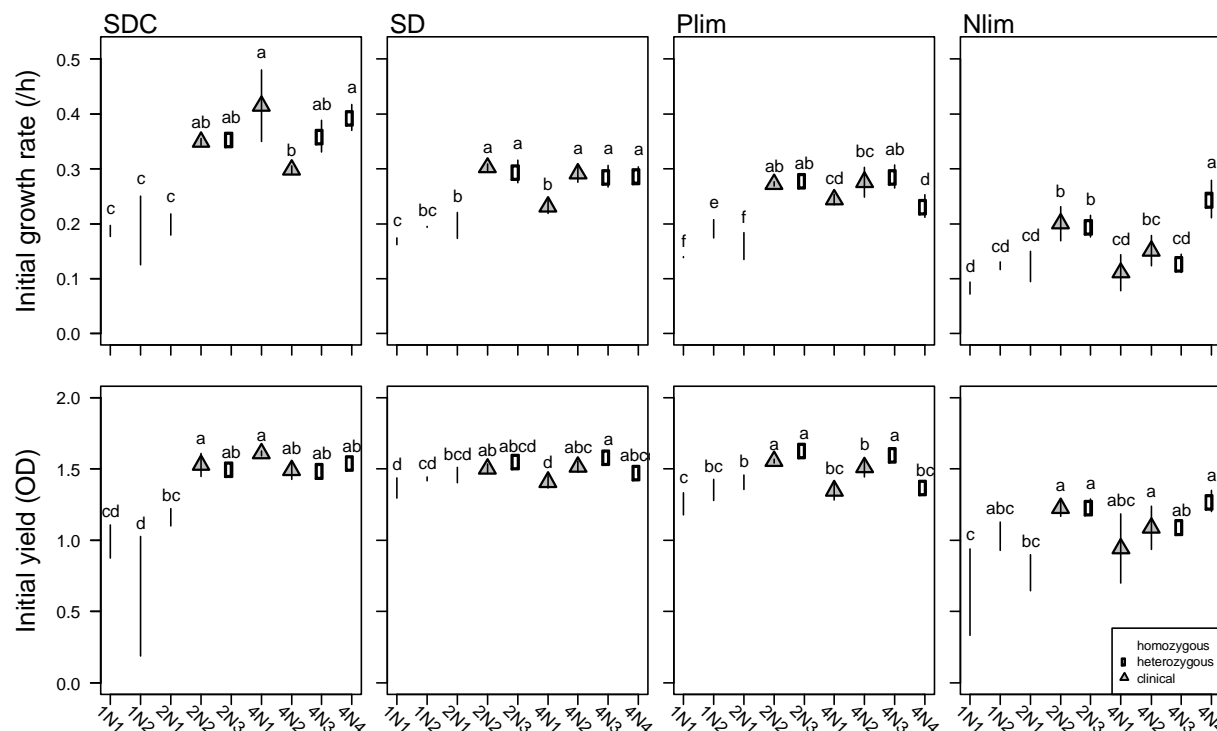 SDC SD Plim Nlim
Initial growth rate (/h)
0.5
0.4
0.3
0.2
0.1
0.0
c c c ab ab a b ab a
c bc b a a b a a a
f e f ab ab cd bc ab d
d cd cd b b cd bc cd a
Initial yield (OD)
2.0
1.5
1.0
0.5
0.0
cd d bc a ab a ab ab ab
d cd bcd ab abcd d abc a abcd
c bc b a a bc b a bc
c abc bc a a abc a ab a
homozygous
heterozygous
clinical
1N1 1N2 2N1 2N2 2N3 4N1 4N2 4N3 4N4
1N1 1N2 2N1 2N2 2N3 4N1 4N2 4N3 4N4
1N1 1N2 2N1 2N2 2N3 4N1 4N2 4N3 4N4
1N1 1N2 2N1 2N2 2N3 4N1 4N2 4N3 4N4